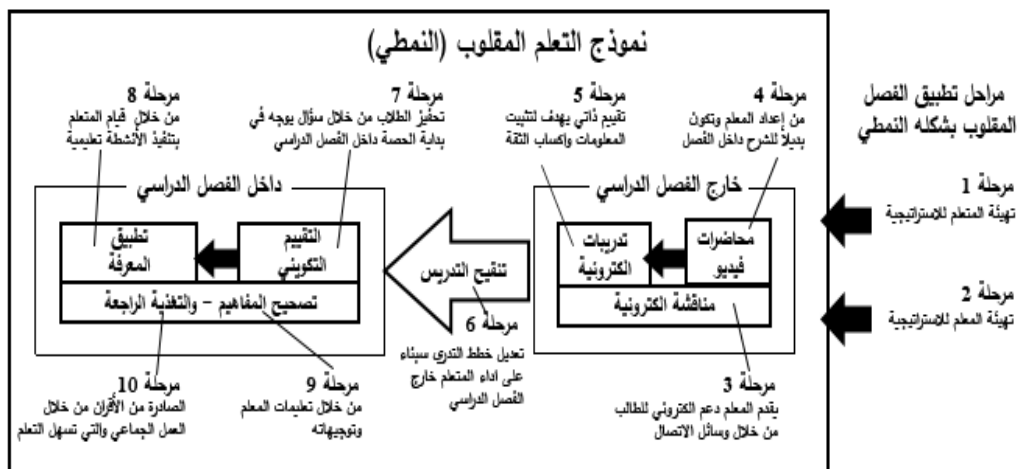 نموذج التعلم المقلوب (النمطي)
مراحل تطبيق الفصل
المقلوب بشكله النمطي
مرحلة 1
تهيئة المتعلم للاستراتيجية
مرحلة 2
تهيئة المعلم للاستراتيجية
مرحلة 4
من إعداد المعلم وتكون
بديلاً للشرح داخل الفصل
مرحلة 5
تقييم ذاتي يهدف لتثبيت
المعلومات واكساب الثقة
خارج الفصل الدراسي
محاضرات
فيديو
تدريبات
الكترونية
مناقشة الكترونية
مرحلة 3
يقدم المعلم دعم الكتروني للطالب
من خلال وسائل الاتصال
تنقيح التدريس
مرحلة 6
تعديل خطط التدري سبناء
على اداء المتعلم خارج
الفصل الدراسي
مرحلة 7
تحفيز الطلاب من خلال سؤال يوجه في
بداية الحصة داخل الفصل الدراسي
مرحلة 8
من خلال قيام المتعلم
بتنفيذ الأنشطة تعليمية
داخل الفصل الدراسي
التقييم
التكويني
تطبيق
المعرفة
تصحيح المفاهيم – والتغذية الراجعة
مرحلة 9
من خلال تعليمات المعلم
وتوجيهاته
مرحلة 10
الصادرة من الأقران من خلال
العمل الجماعي والتي تسهل التعلم